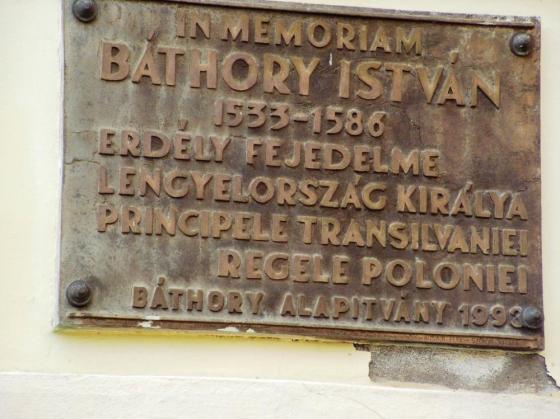 IN MEMORIAM
BÁTHORY ISTVÁN
1533-1586
ERDÉLY FEJEDELME
LENGYELORSZÁG KIRÁLYA
PRINCIPELE TRANSILVANIEI
REGELE POLONIEI
BÁTHORY ALAPITVÁNY 1993